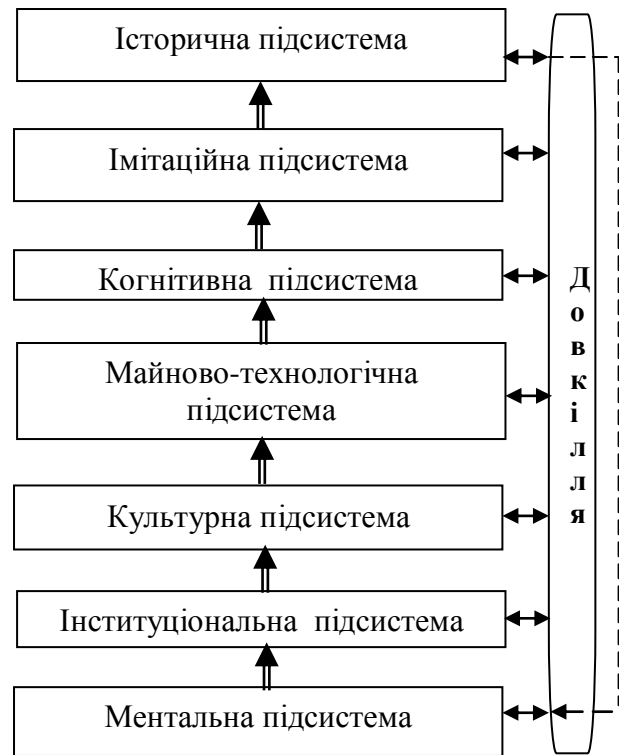 Історична підсистема
Імітаційна підсистема
Когнітивна підсистема
Майново-технологічна
підсистема
Культурна підсистема
Інституціональна підсистема
Ментальна підсистема
Довкілля